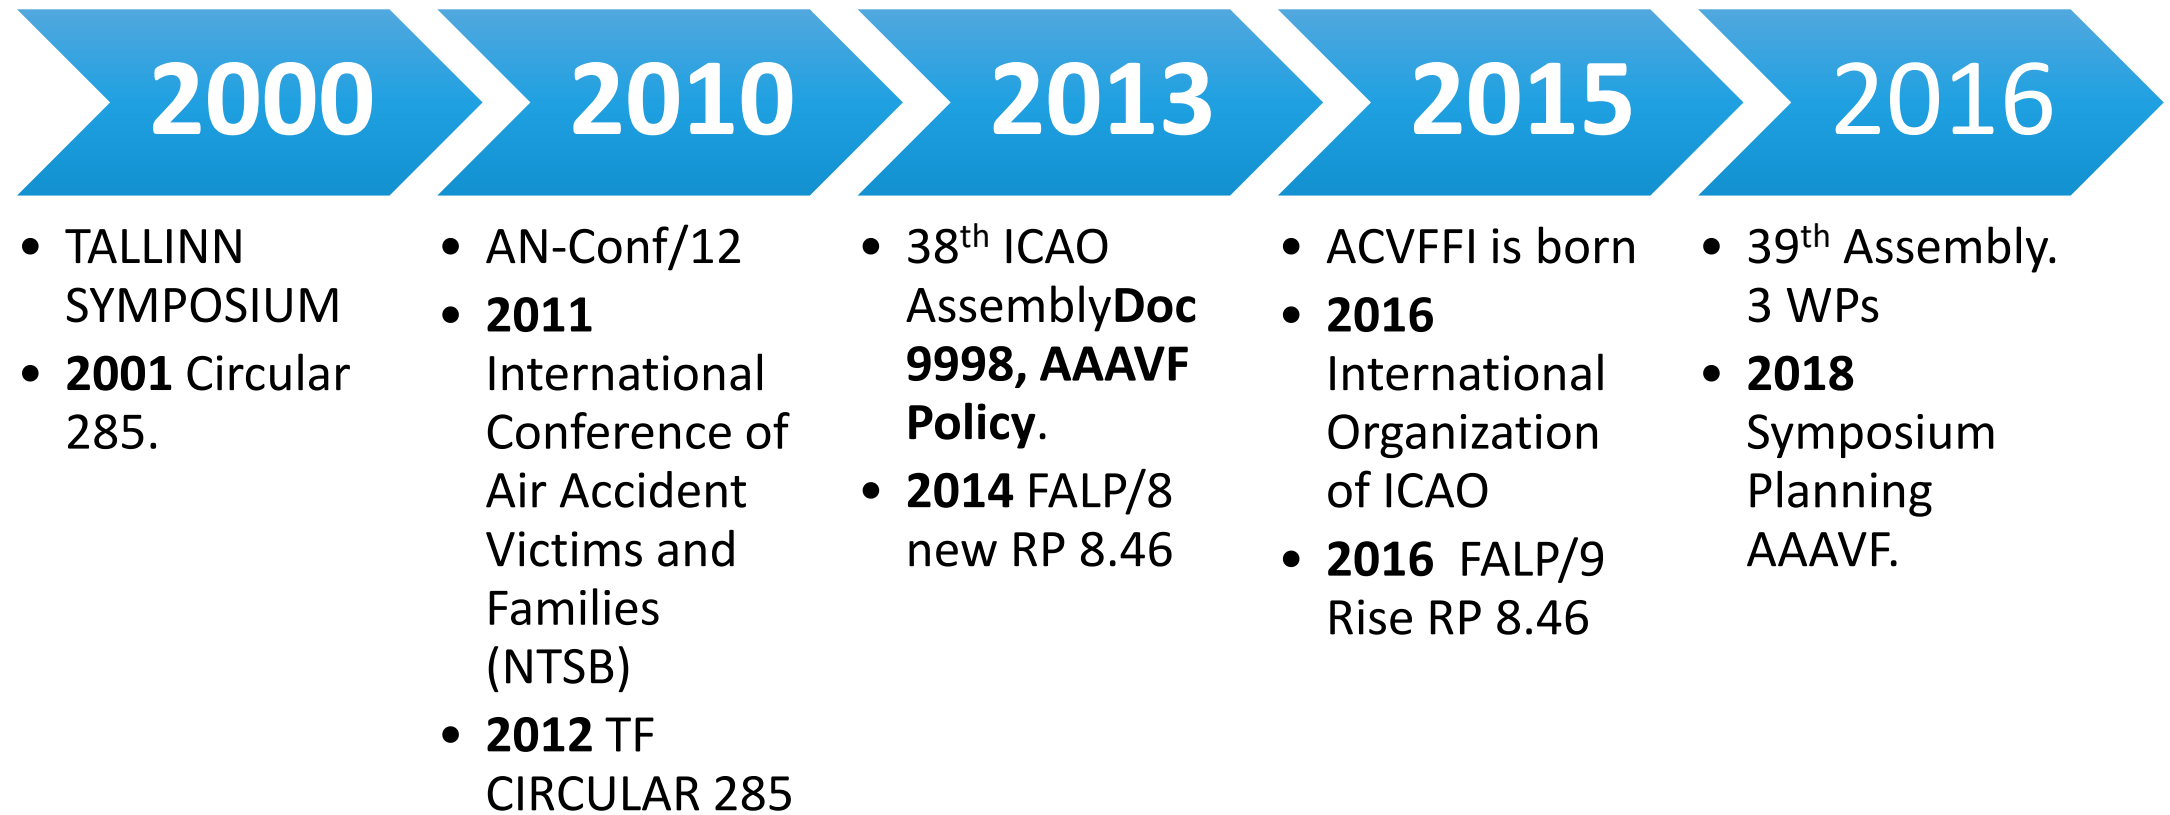 2000
TALLINN
SYMPOSIUM
2001 Circular
285.
2010
AN-Conf/12
2011
International
Conference of
Air Accident
Victims and
Families
(NTSB)
2012 TF
CIRCULAR 285
2013
38th ICAO
AssemblyDoc
9998, AAAVF
Policy.
2014 FALP/8
new RP 8.46
2015
ACVFFI is born
2016
International
Organization
of ICAO
2016 FALP/9
Rise RP 8.46
2016
39th Assembly.
3 WPs
2018
Symposium
Planning
AAAVF.